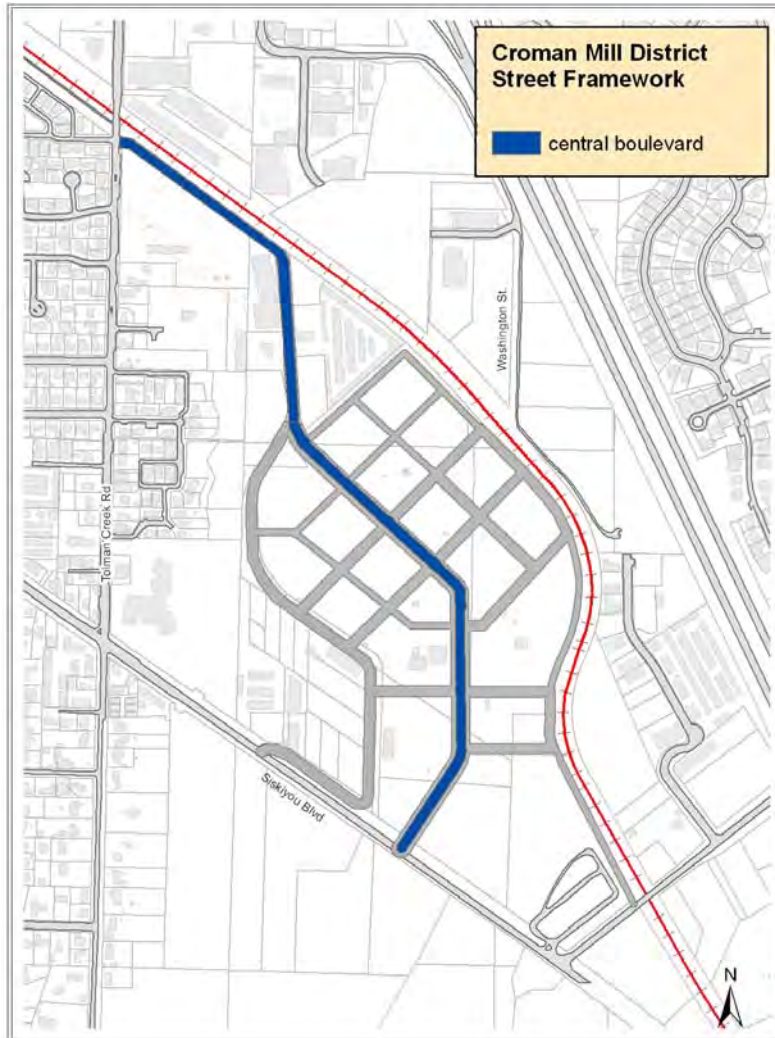 Croman Mill District
Street Framework
central boulevard
Washington St.
Tolman Creek Rd
Siskiyou Blvd
N